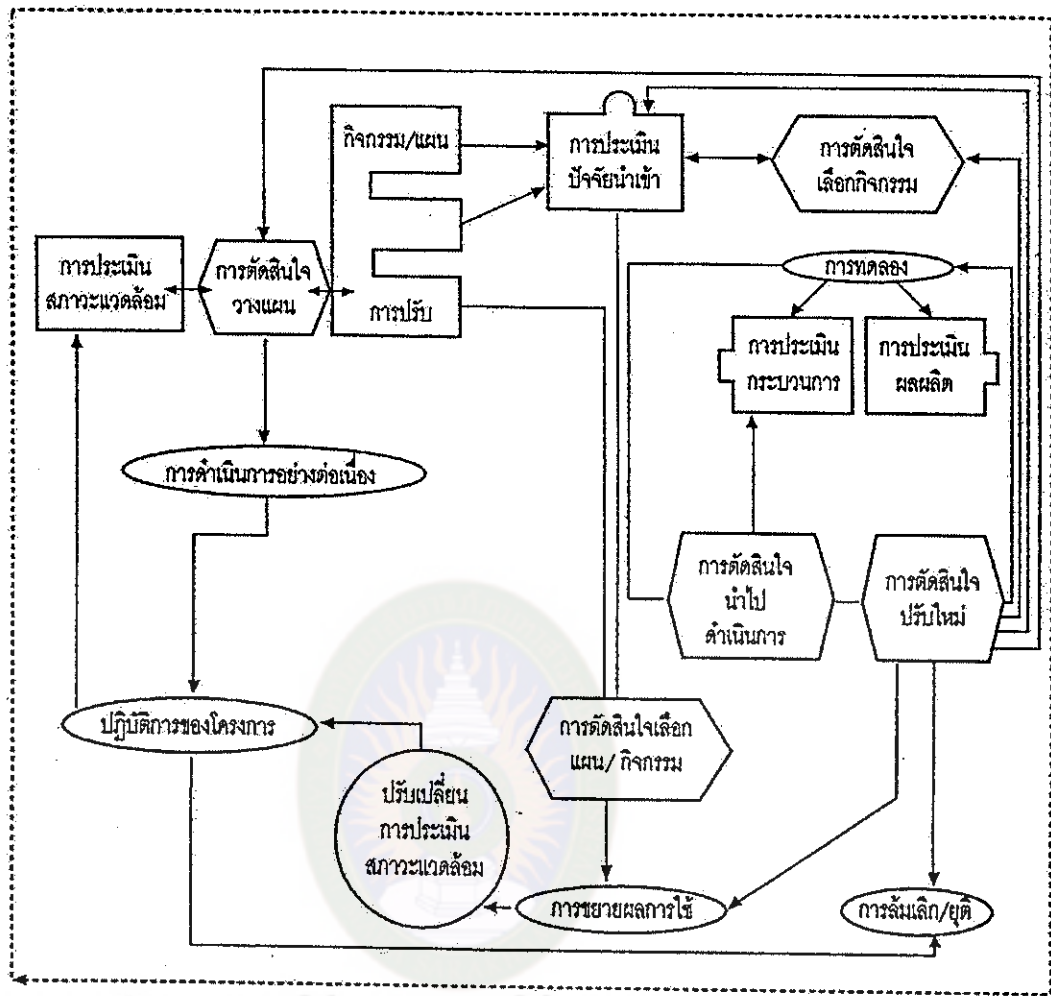 กิจกรรม/แผน
การปรับ
การประเมิน
ปัจจัยนำเข้า
การตัดสินใจ
เลือกกิจกรรม
การประเมิน
สภาวะแวดล้อม
การตัดสินใจ
วางแผน
การทดลอง
การประเมิน
กระบวนการ
การประเมิน
ผลผลิต
การดำเนินการอย่างต่อเนื่อง
การตัดสินใจ
นำไป
ดำเนินการ
การตัดสินใจ
ปรับใหม่
ปฏิบัติการของโครงการ
การตัดสินใจเลือก
แผน/กิจกรรม
ปรับเปลี่ยน
การประเมิน
สภาวะแวดล้อม
การขยายผลการใช้
การล้มเลิก/ยุติ